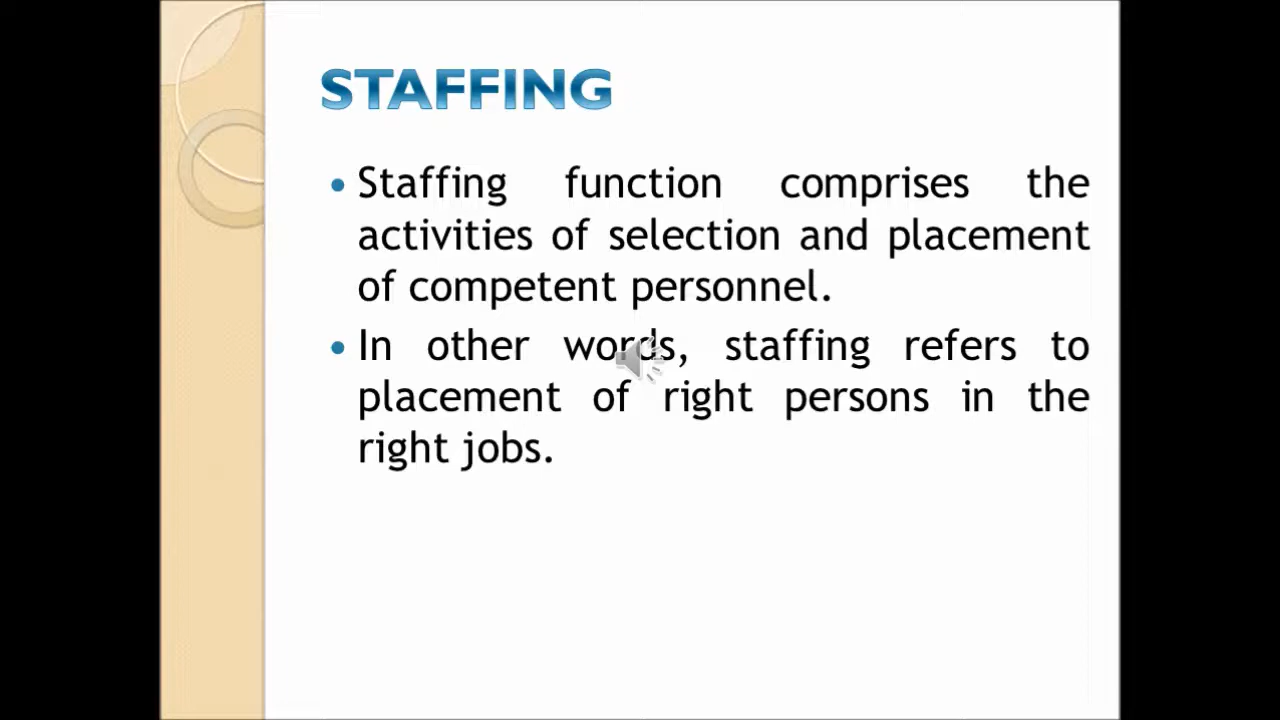 STAFFING
• Staffing function comprises the
activities of selection and placement
of competent personnel.
• In other words, staffing refers to
placement of right persons in the
right jobs.